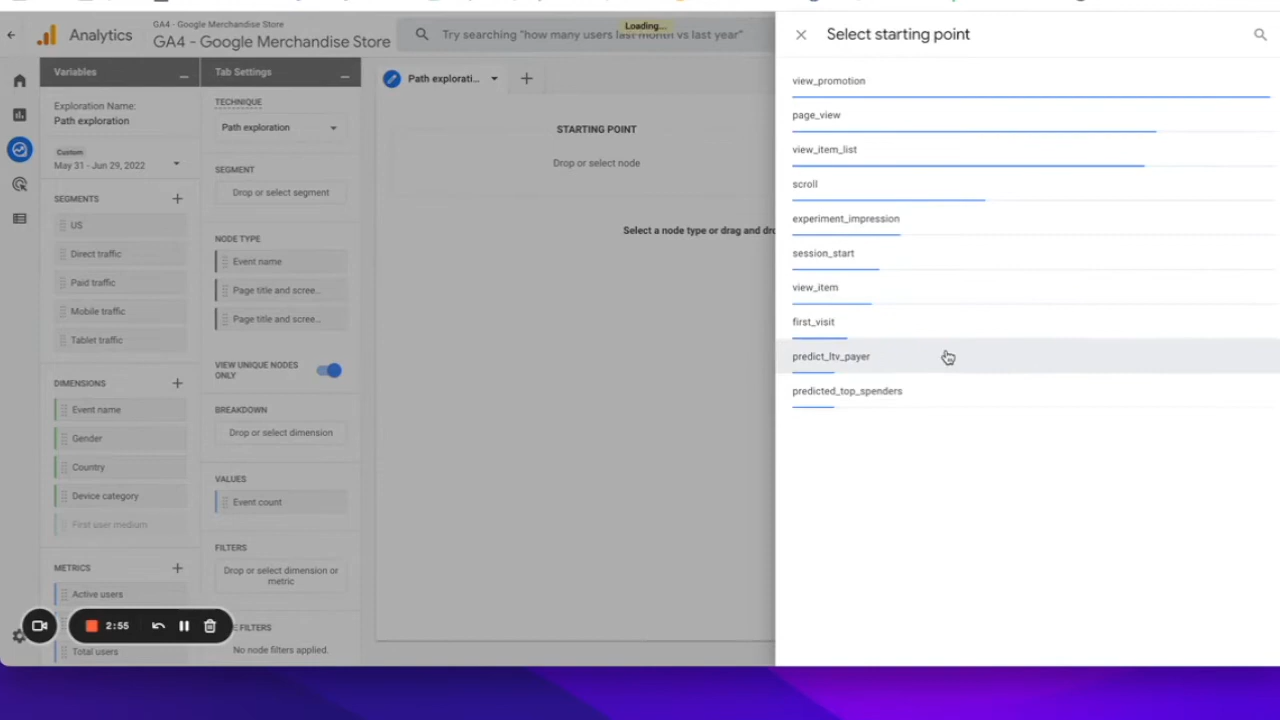 GA4 - Google Merchandise Store
Analytics
GA4 - Google Merchandise Store
Try searching "how many users last month vs last year"
Loading...
Select starting point
Variables
Exploration Name:
Path exploration
Custom
May 31 - Jun 29, 2022
SEGMENTS
US
Direct traffic
Paid traffic
Mobile traffic
Tablet traffic
DIMENSIONS
Event name
Gender
Country
Device category
First user medium
METRICS
Active users
Total users
2:55
Tab Settings
TECHNIQUE
Path exploration
SEGMENT
Drop or select segment
NODE TYPE
Event name
Page title and scree...
Page title and scree...
VIEW UNIQUE NODES
ONLY
BREAKDOWN
Drop or select dimension
VALUES
Event count
FILTERS
Drop or select dimension or
metric
E FILTERS
No node filters applied.
Path explorati...
STARTING POINT
Drop or select node
Select a node type or drag and dro
view_promotion
page_view
view_item_list
scroll
experiment_impression
session_start
view_item
first_visit
predict_ltv_payer
predicted_top_spenders